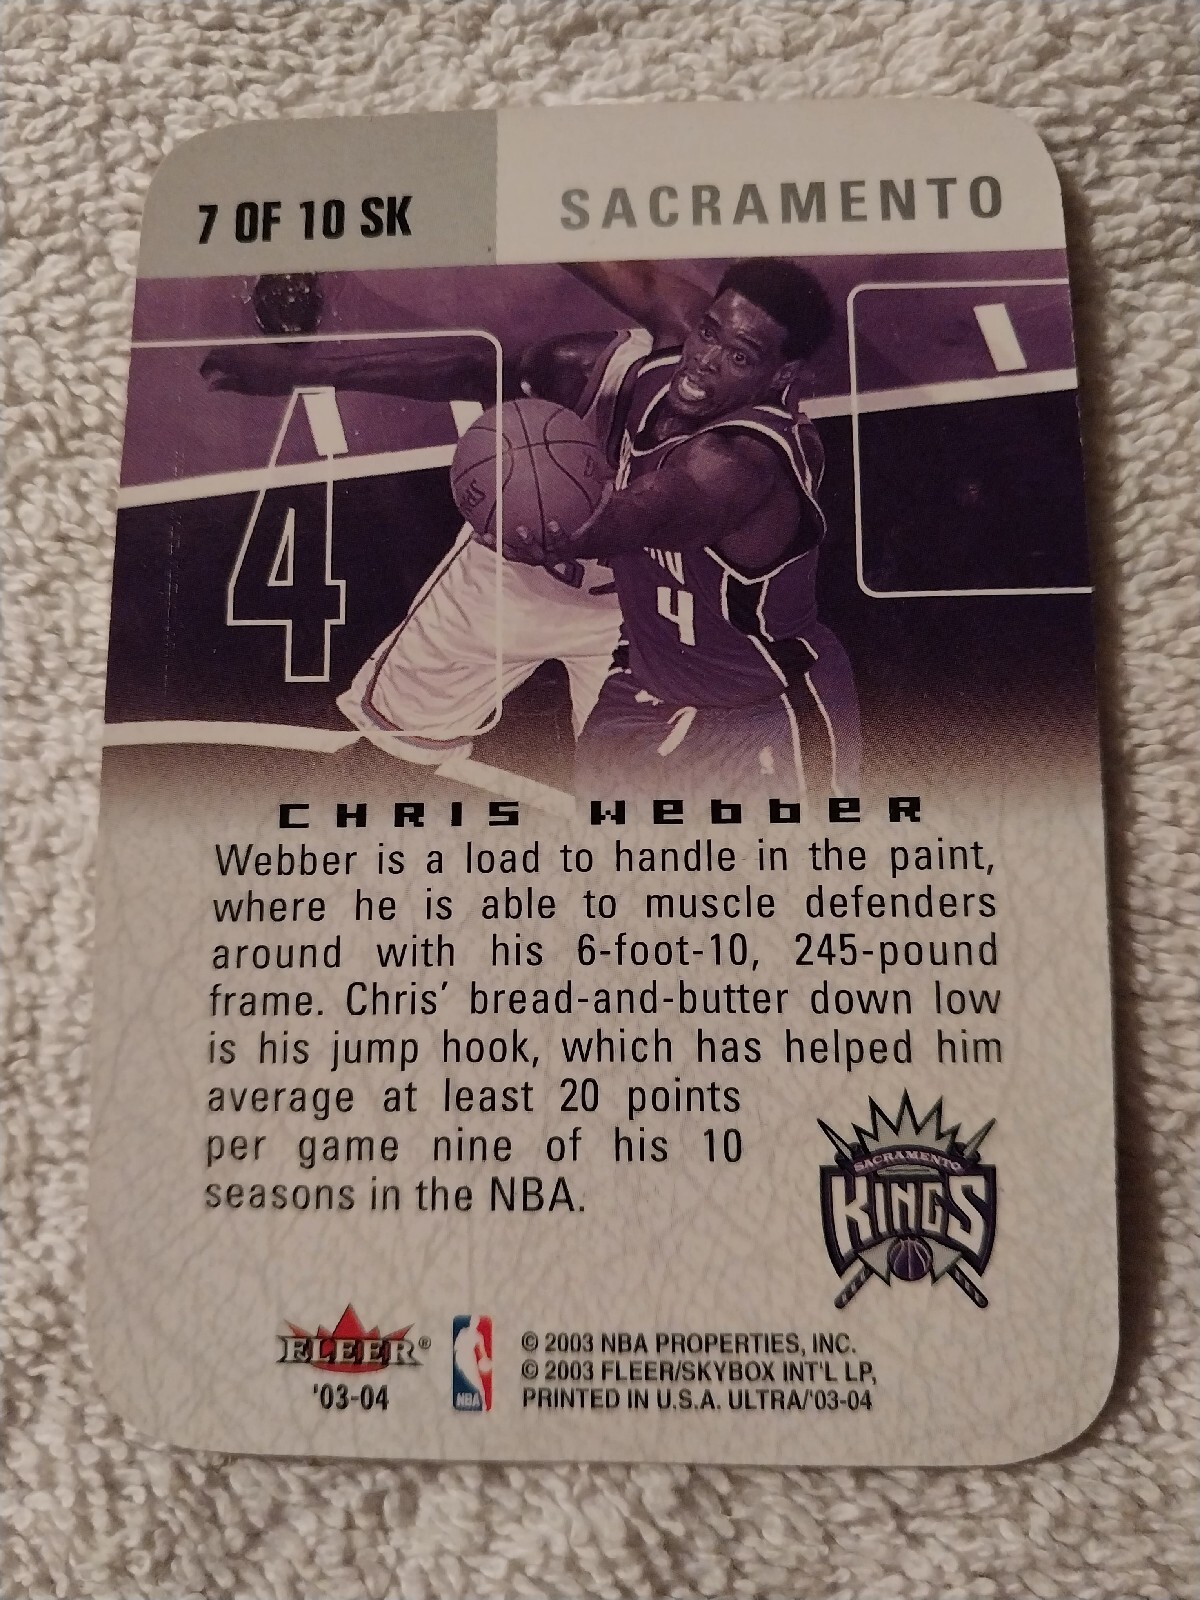 7 OF 10 SK
SACRAMENTO
4
4
CHRIS WEbbER
Webber is a load to handle in the paint,
where he is able to muscle defenders
around with his 6-foot-10, 245-pound
frame. Chris' bread-and-butter down low
is his jump hook, which has helped him
average at least 20 points
per game nine of his 10
seasons in the NBA.
SACRAMENTO
KINGS
FLEER®
'03-04
NBA
© 2003 NBA PROPERTIES, INC.
© 2003 FLEER/SKYBOX INT'L LP,
PRINTED IN U.S.A. ULTRA/'03-04